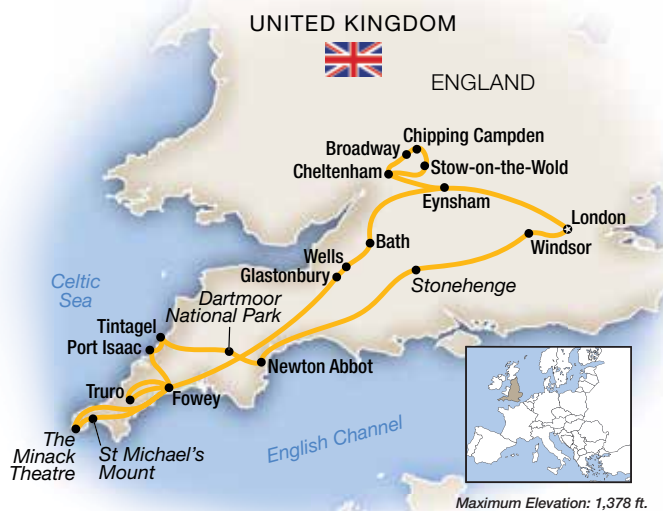 UNITED KINGDOM
ENGLAND
Chipping Campden
Broadway
Stow-on-the-Wold
Cheltenham
Eynsham
London
Bath
Windsor
Wells
Glastonbury
Stonehenge
Celtic
Sea
Dartmoor
National Park
Tintagel
Port Isaac
Newton Abbot
Truro
Fowey
The
Minack
Theatre
St Michael's
Mount
English Channel
Maximum Elevation: 1,378 ft.